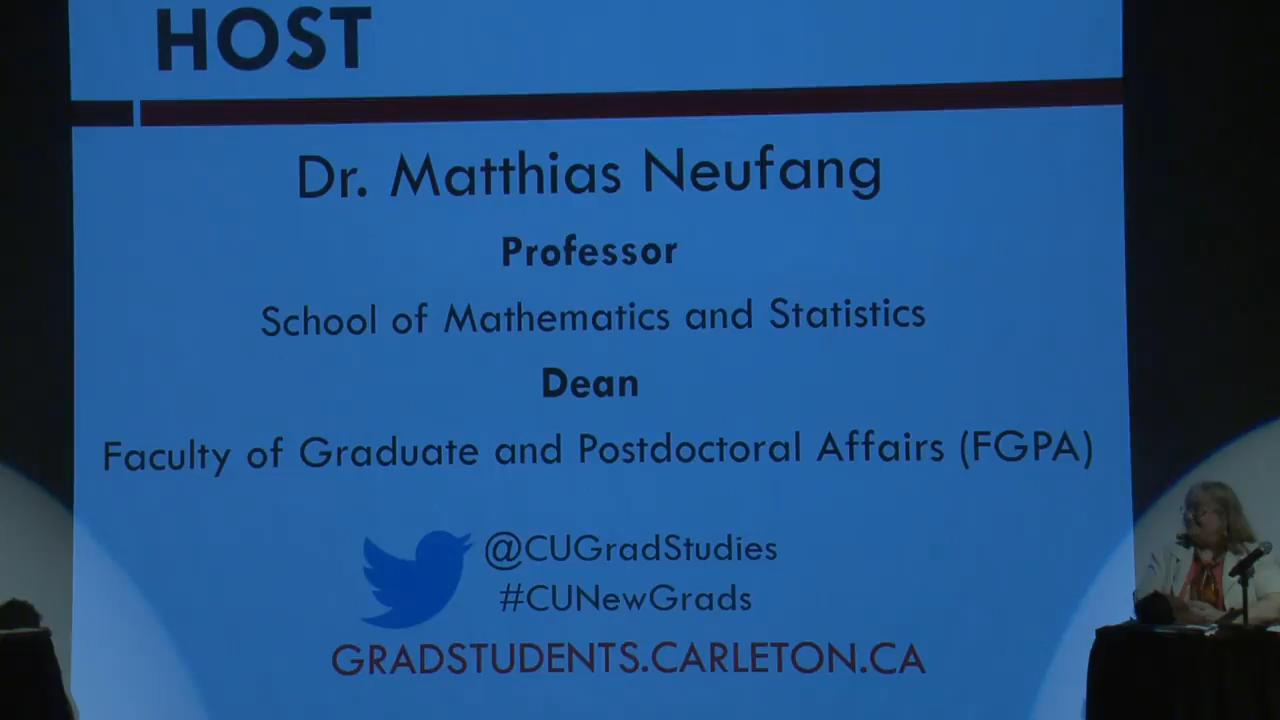 HOST
Dr. Matthias Neufang
Professor
School of Mathematics and Statistics
Dean
Faculty of Graduate and Postdoctoral Affairs (FGPA)
@CUGradStudies
#CUNewGrads
GRADSTUDENTS.CARLETON.CA